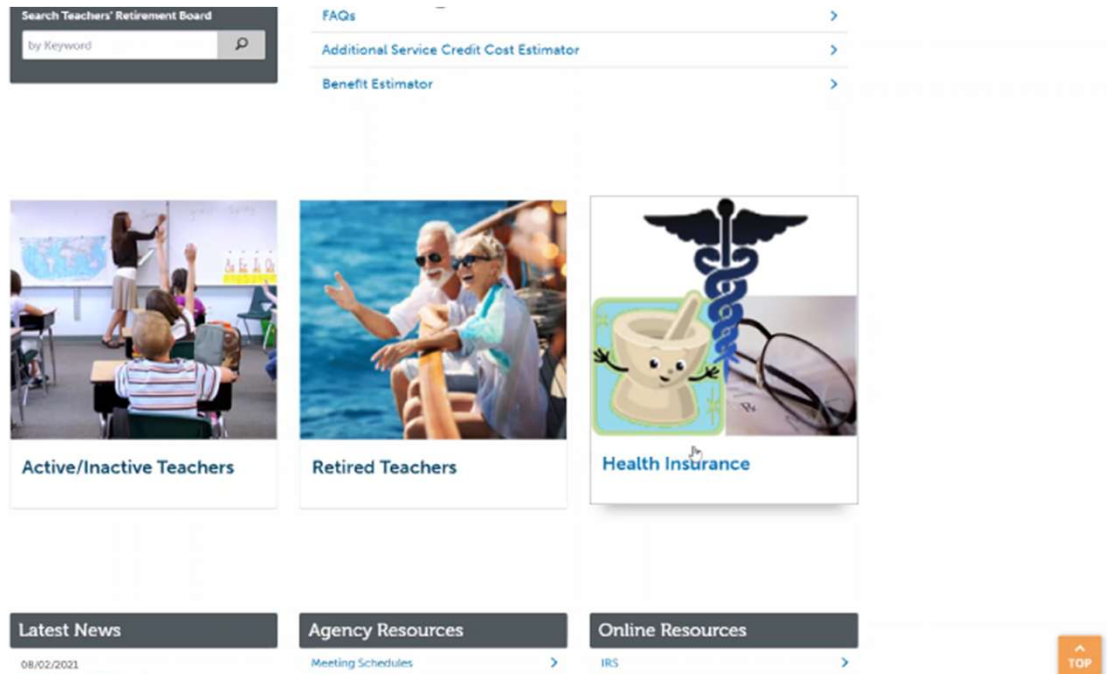 Search Teachers' Retirement Board
by Keyword
FAQs
Additional Service Credit Cost Estimator
Benefit Estimator
Active/Inactive Teachers
Retired Teachers
Health Insurance
Latest News
08/02/2021
Agency Resources
Meeting Schedules
Online Resources
IRS
TOP